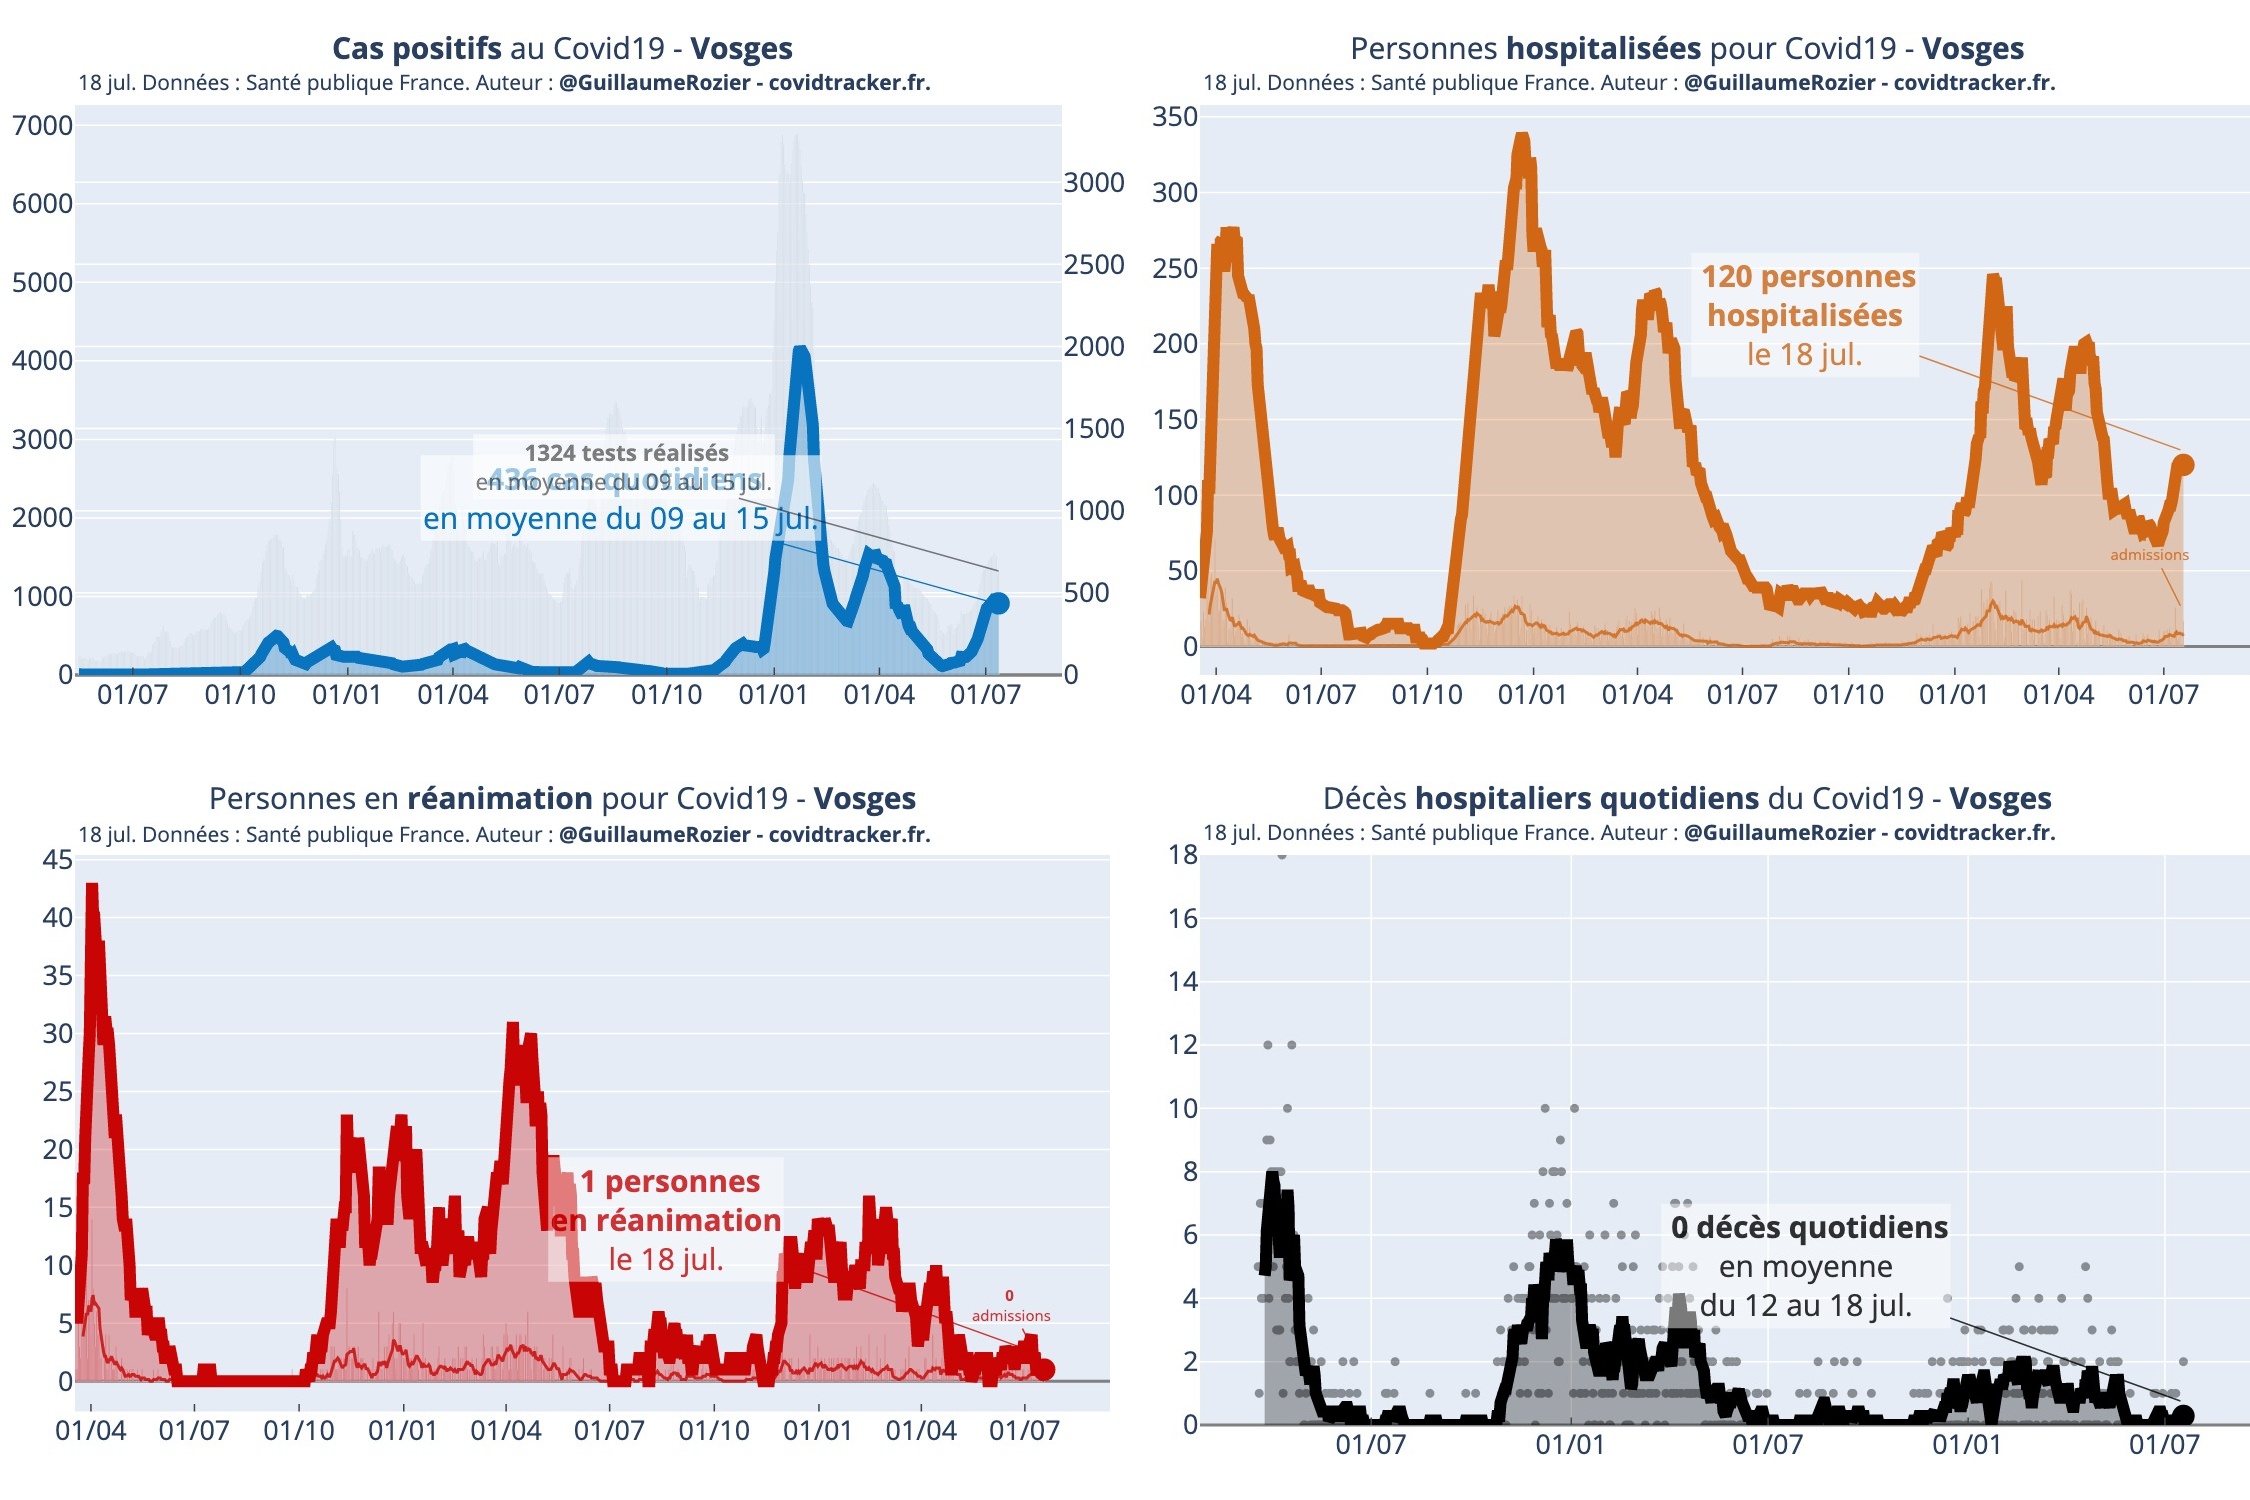 Cas positifs au Covid19 - Vosges
18 jul. Données : Santé publique France. Auteur : @GuillaumeRozier - covidtracker.fr.
7000
6000
5000
4000
3000
2000
1000
0
3000
2500
2000
1500
1000
500
0
1324 tests réalisés
en moyenne du 09 au 15 jul.
436 cas quotidiens
en moyenne du 09 au 15 jul.
01/07 01/10 01/01 01/04 01/07 01/10 01/01 01/04 01/07
Personnes hospitalisées pour Covid19 - Vosges
18 jul. Données : Santé publique France. Auteur : @GuillaumeRozier - covidtracker.fr.
350
300
250
200
150
100
50
0
120 personnes
hospitalisées
le 18 jul.
admissions
01/04 01/07 01/10 01/01 01/04 01/07 01/10 01/01 01/04 01/07
Personnes en réanimation pour Covid19 - Vosges
18 jul. Données : Santé publique France. Auteur : @GuillaumeRozier - covidtracker.fr.
45
40
35
30
25
20
15
10
5
0
1 personnes
en réanimation
le 18 jul.
0
admissions
01/04 01/07 01/10 01/01 01/04 01/07 01/10 01/01 01/04 01/07
Décès hospitaliers quotidiens du Covid19 - Vosges
18 jul. Données : Santé publique France. Auteur : @GuillaumeRozier - covidtracker.fr.
18
16
14
12
10
8
6
4
2
0
0 décès quotidiens
en moyenne
du 12 au 18 jul.
01/07 01/01 01/07 01/01 01/07